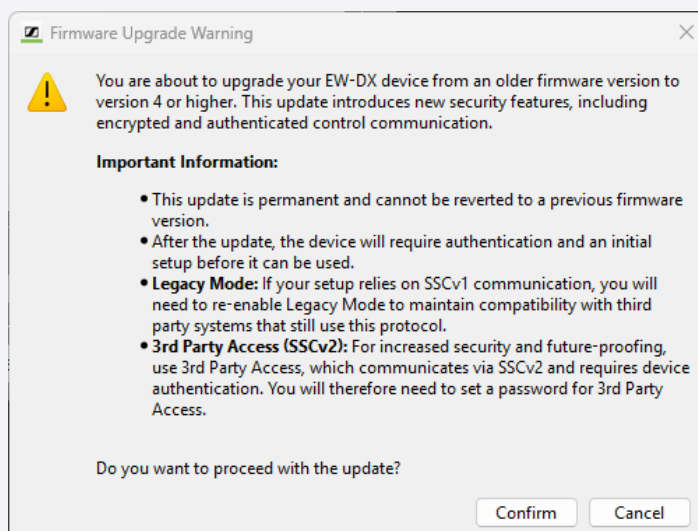 Firmware Upgrade Warning
You are about to upgrade your EW-DX device from an older firmware version to
version 4 or higher. This update introduces new security features, including
encrypted and authenticated control communication.
Important Information:
• This update is permanent and cannot be reverted to a previous firmware
version.
• After the update, the device will require authentication and an initial
setup before it can be used.
• Legacy Mode: If your setup relies on SSCv1 communication, you will
need to re-enable Legacy Mode to maintain compatibility with third
party systems that still use this protocol.
• 3rd Party Access (SSCv2): For increased security and future-proofing,
use 3rd Party Access, which communicates via SSCv2 and requires device
authentication. You will therefore need to set a password for 3rd Party
Access.
Do you want to proceed with the update?
Confirm
Cancel